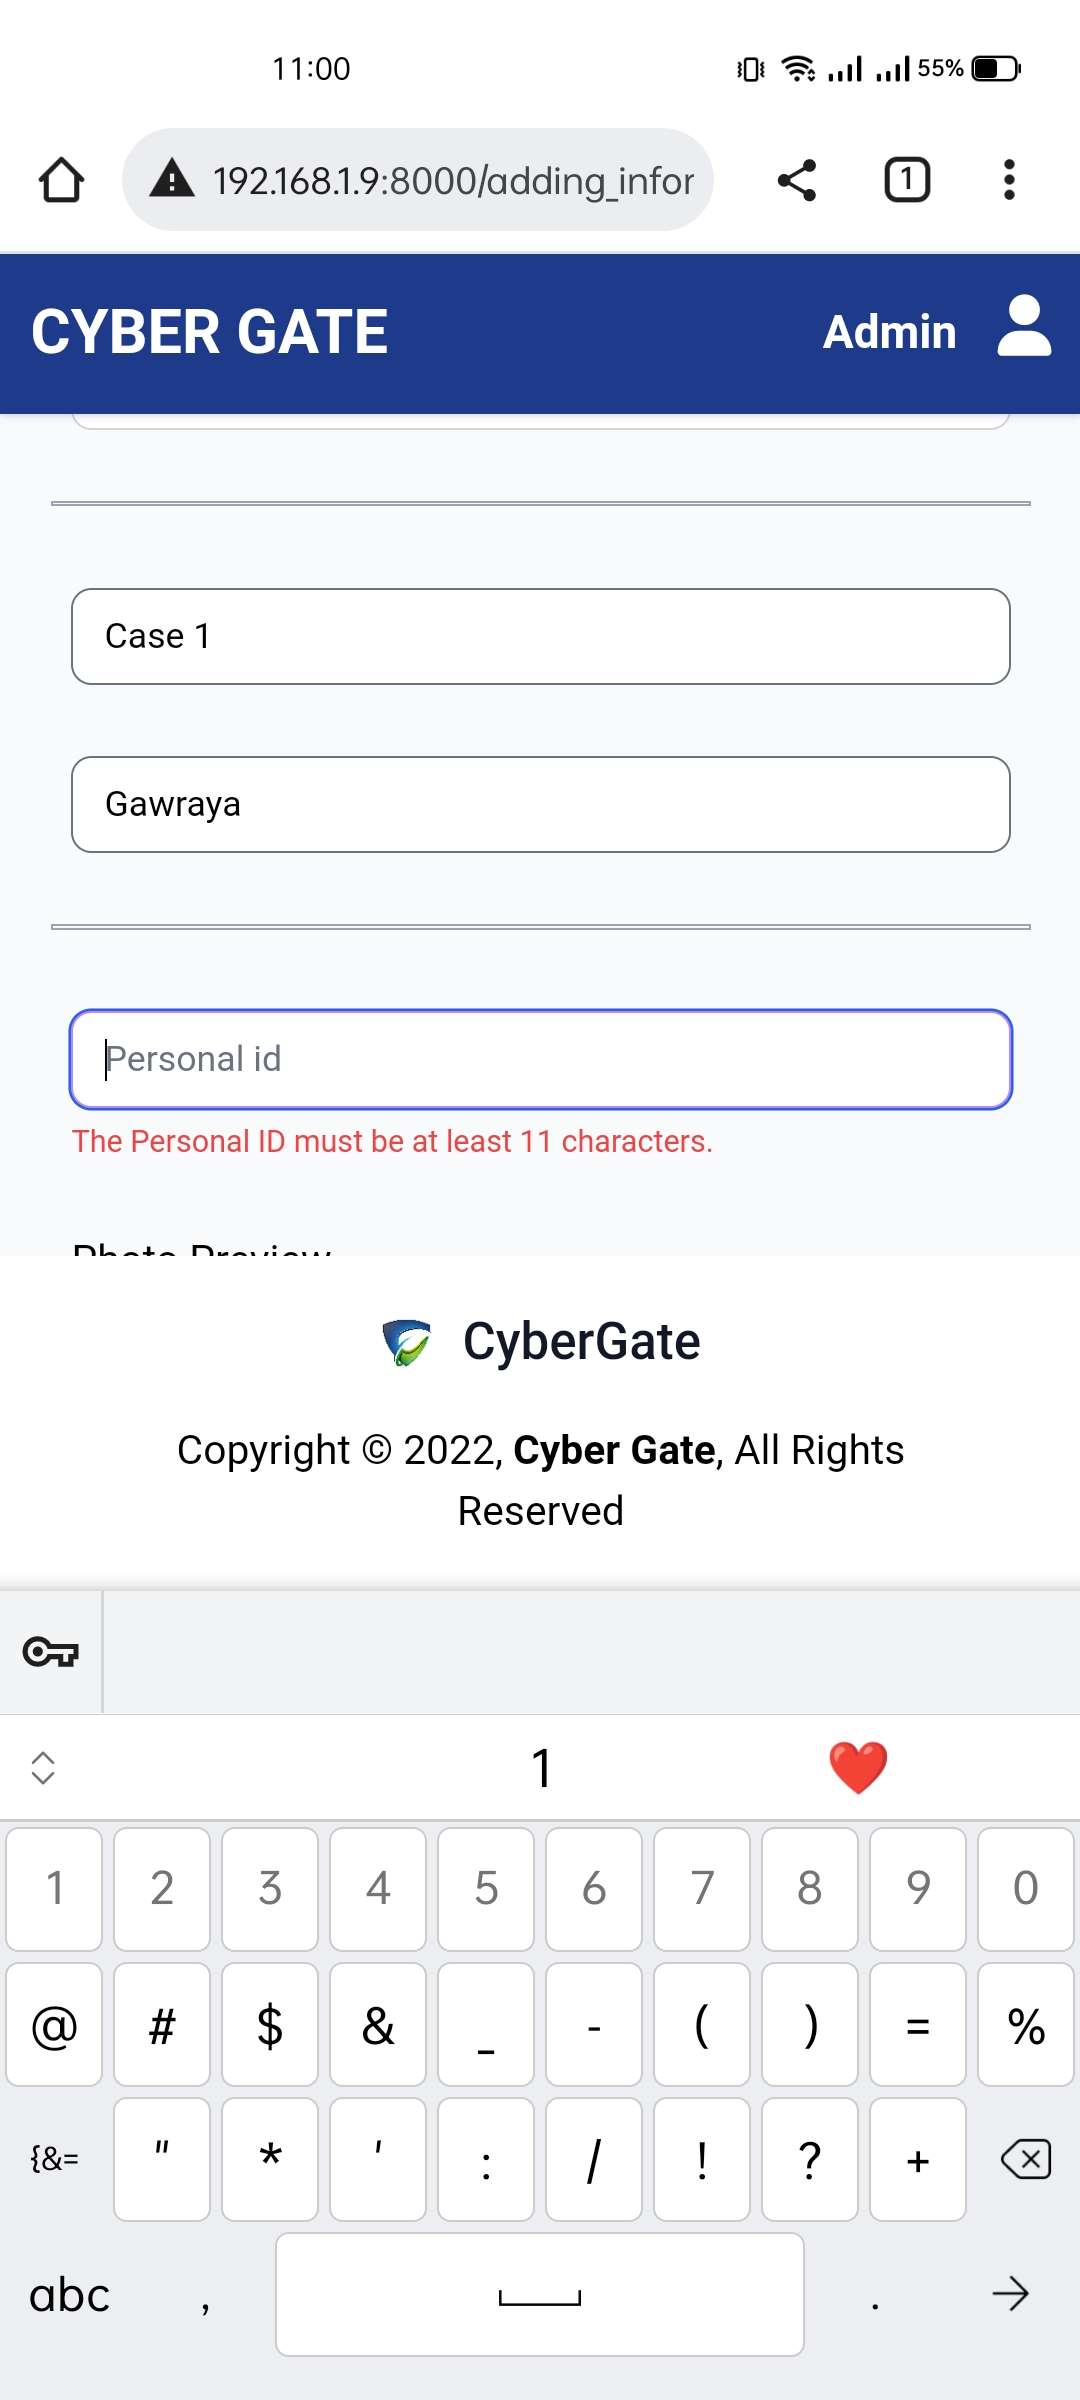 11:00 55%
192.168.1.9:8000/adding_infor 1
CYBER GATE Admin
Case 1
Gawraya
Personal id
The Personal ID must be at least 11 characters.
Photo Preview
CyberGate
Copyright © 2022, Cyber Gate, All Rights
Reserved
1 ❤️
1 2 3 4 5 6 7 8 9 0
@ # $ & _ - ( ) = %
{&= " * ' : / ! ? +
abc , .